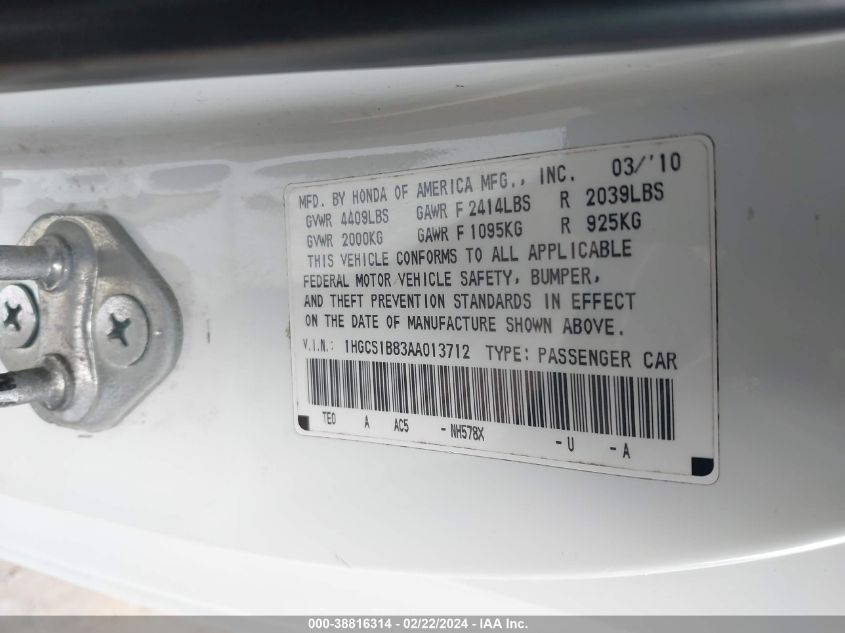 MFD. BY HONDA OF AMERICA MFG., INC. 03/'10
GVWR 4409LBS GAWR F 2414LBS R 2039LBS
GVWR 2000KG GAWR F 1095KG R 925KG
THIS VEHICLE CONFORMS TO ALL APPLICABLE
FEDERAL MOTOR VEHICLE SAFETY, BUMPER,
AND THEFT PREVENTION STANDARDS IN EFFECT
ON THE DATE OF MANUFACTURE SHOWN ABOVE.
V.I.N.: 1HGCS1B83AA013712 TYPE: PASSENGER CAR
TE0 A AC5 - NH578X - U - A
000-38816314 - 02/22/2024 - IAA Inc.